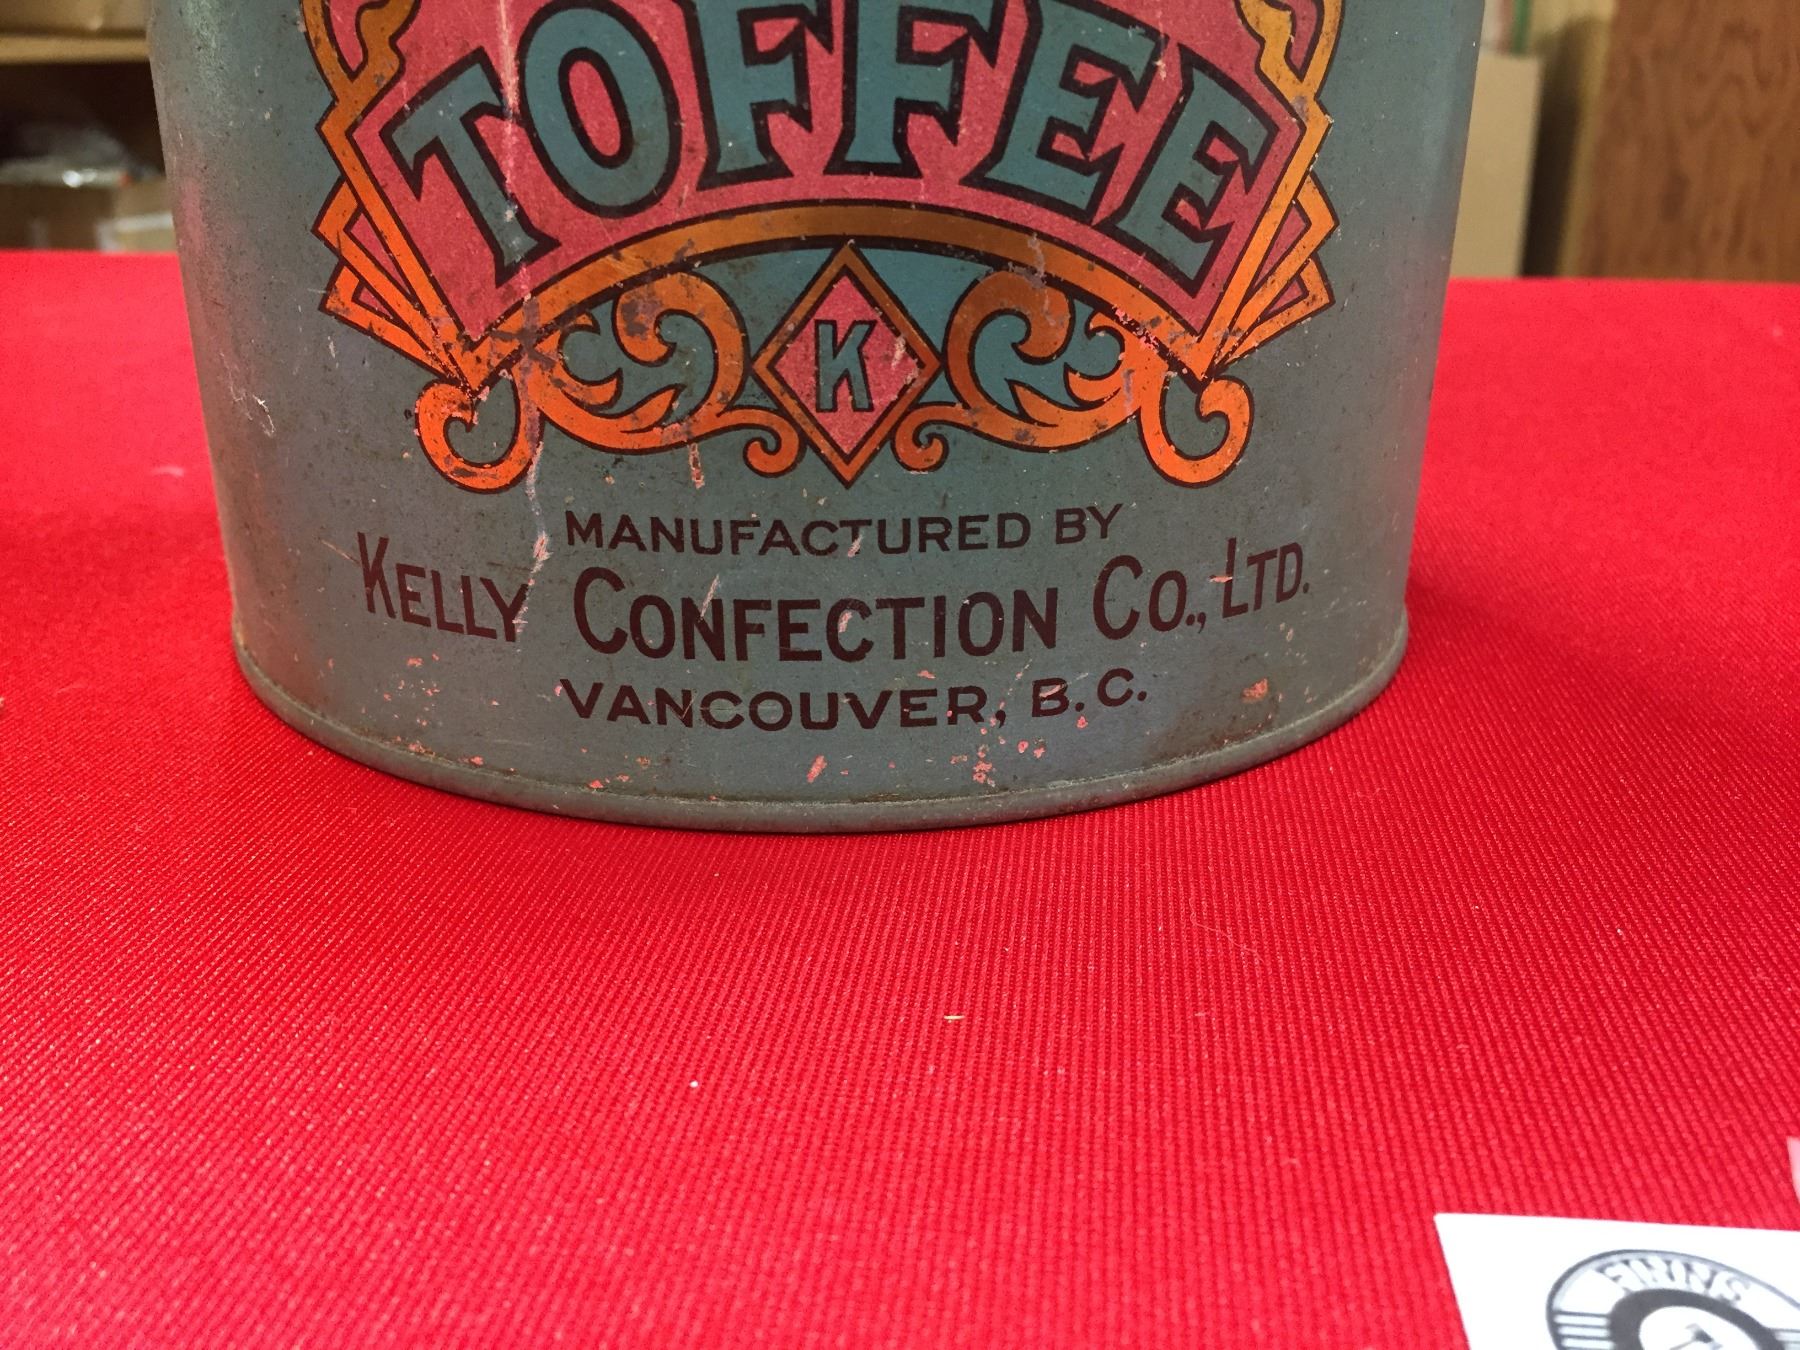 TOFFEE
K
MANUFACTURED BY
KELLY CONFECTION CO., LTD.
VANCOUVER, B.C.